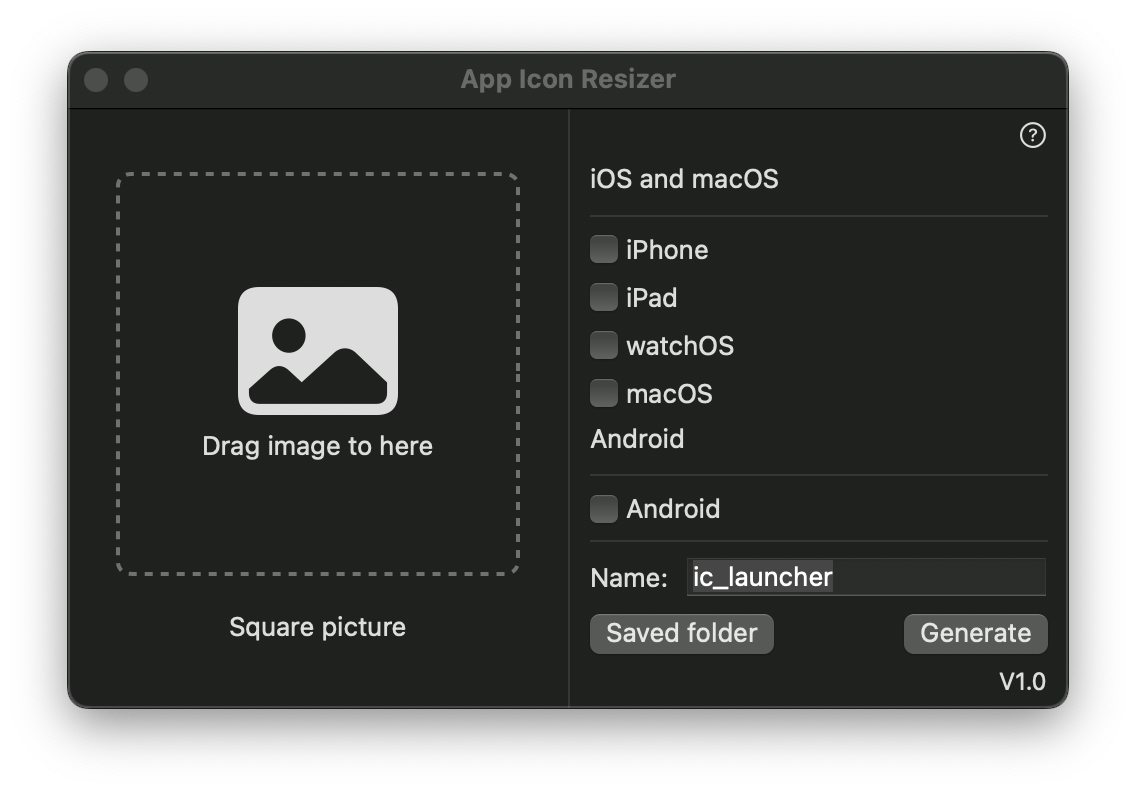 App Icon Resizer
?
Drag image to here
Square picture
iOS and macOS
iPhone
iPad
watchOS
macOS
Android
Android
Name: ic_launcher
Saved folder Generate
V1.0